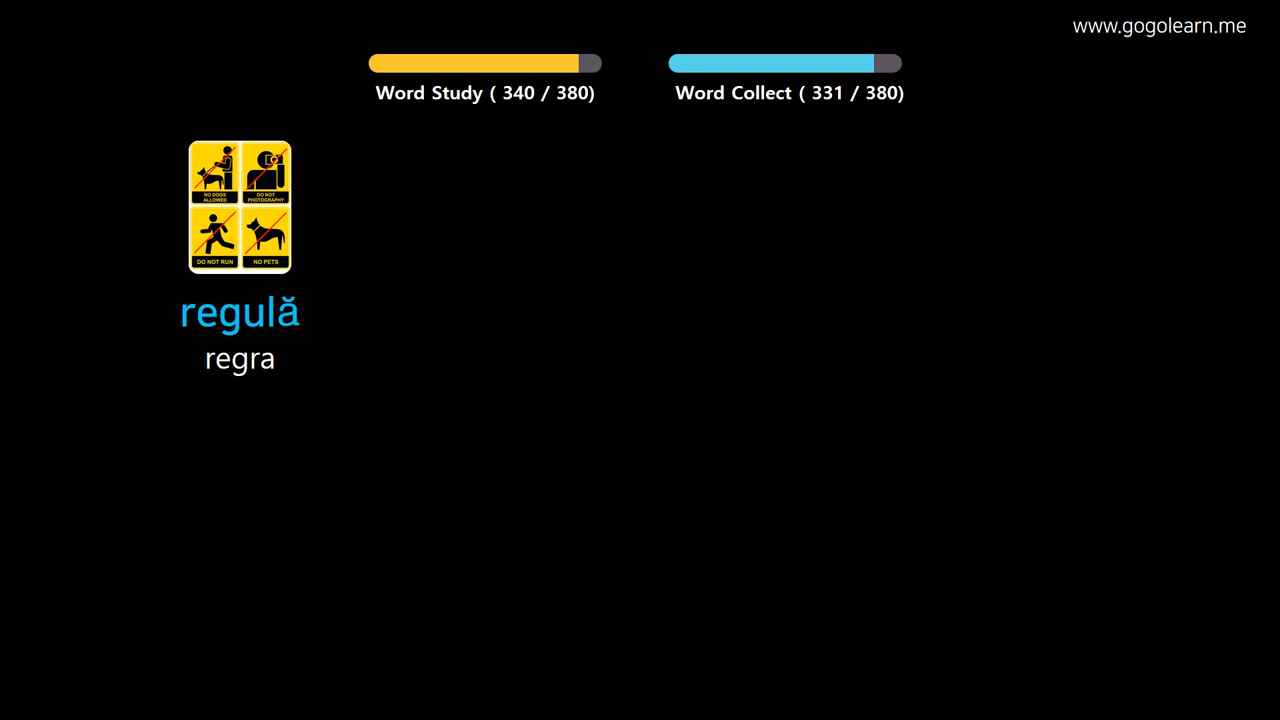 www.gogolearn.me
Word Study ( 340 / 380)
Word Collect ( 331 / 380)
NO DOGS
ALLOWED
DO NOT
PHOTOGRAPHY
DO NOT RUN
NO PETS
regulă
regra